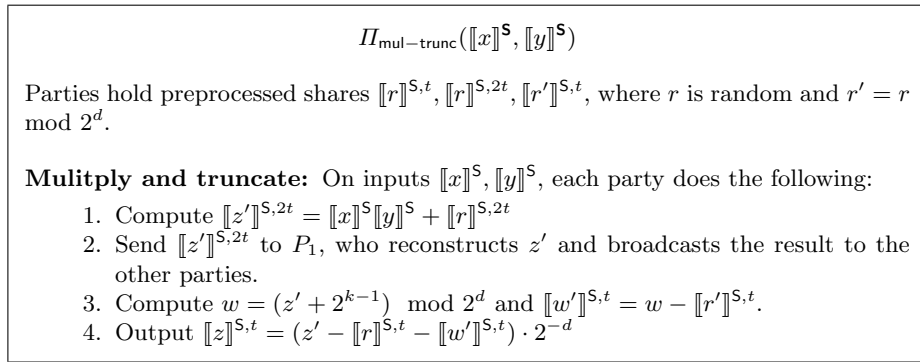 Π_mul−trunc(⟦x⟧^S, ⟦y⟧^S)
Parties hold preprocessed shares ⟦r⟧^{S,t}, ⟦r⟧^{S,2t}, ⟦r′⟧^{S,t}, where r is random and r′ = r
mod 2^d.
Mulitply and truncate: On inputs ⟦x⟧^S, ⟦y⟧^S, each party does the following:
1. Compute ⟦z′⟧^{S,2t} = ⟦x⟧^S⟦y⟧^S + ⟦r⟧^{S,2t}
2. Send ⟦z′⟧^{S,2t} to P_1, who reconstructs z′ and broadcasts the result to the
other parties.
3. Compute w = (z′ + 2^{k−1}) mod 2^d and ⟦w′⟧^{S,t} = w − ⟦r′⟧^{S,t}.
4. Output ⟦z⟧^{S,t} = (z′ − ⟦r⟧^{S,t} − ⟦w′⟧^{S,t}) · 2^{−d}